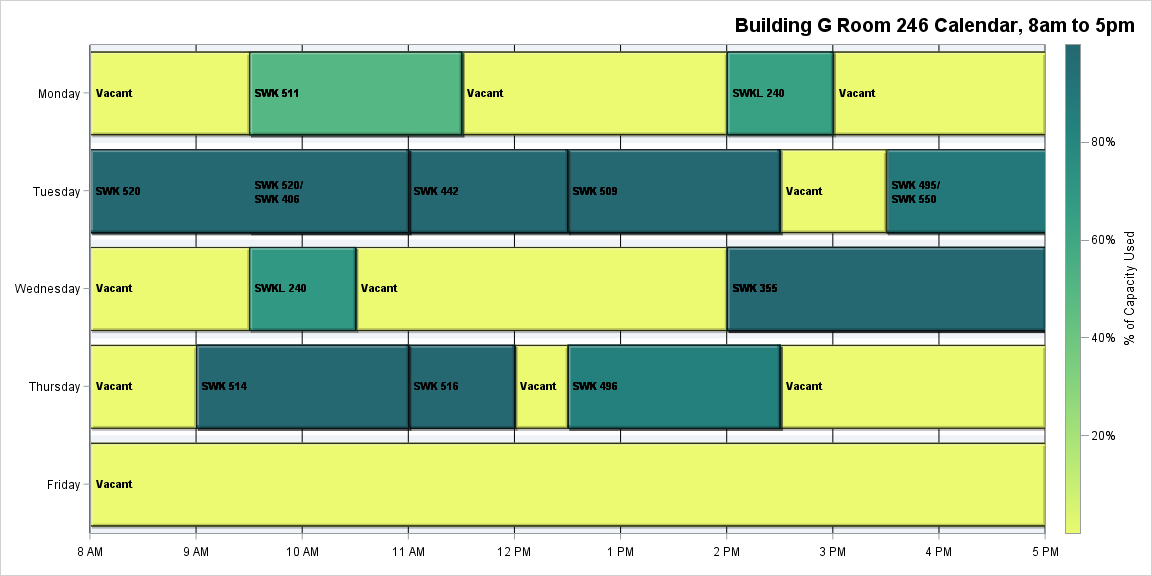 Building G Room 246 Calendar, 8am to 5pm
Monday
Vacant
SWK 511
Vacant
SWKL 240
Vacant
Tuesday
SWK 520
SWK 520/
SWK 406
SWK 442
SWK 509
Vacant
SWK 495/
SWK 550
Wednesday
Vacant
SWKL 240
Vacant
SWK 355
Thursday
Vacant
SWK 514
SWK 516
Vacant
SWK 496
Vacant
Friday
Vacant
8 AM
9 AM
10 AM
11 AM
12 PM
1 PM
2 PM
3 PM
4 PM
5 PM
80%
60%
40%
20%
% of Capacity Used